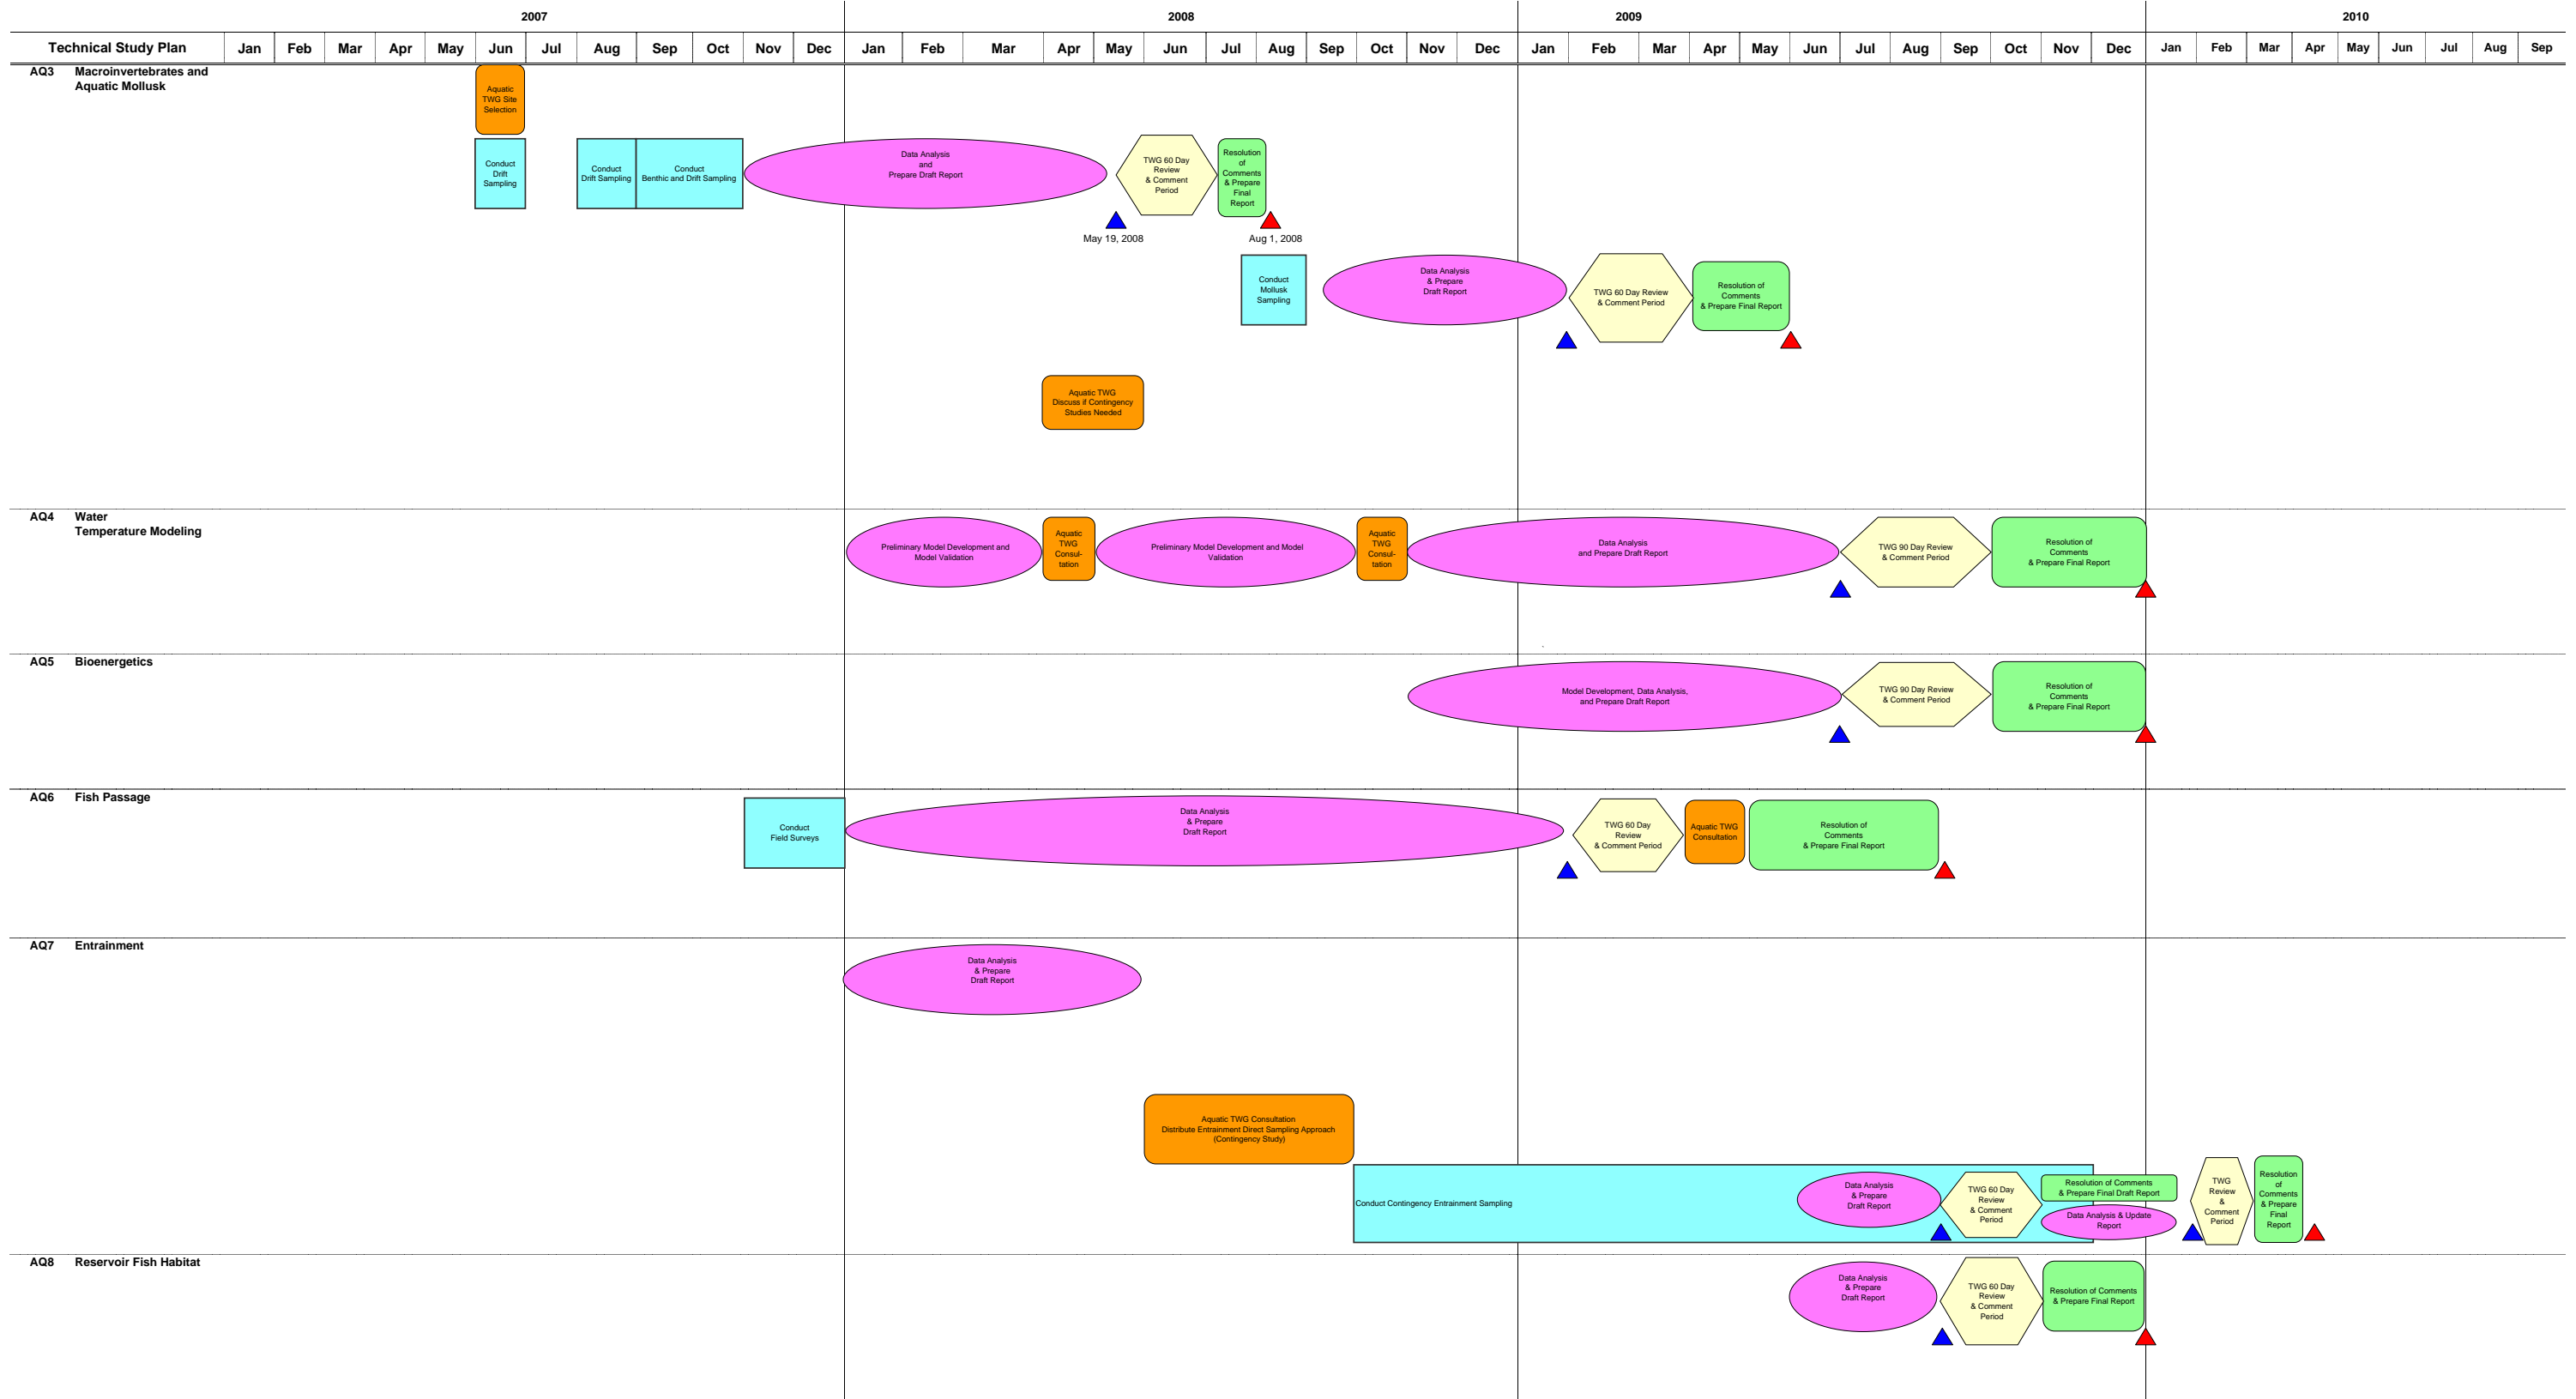 2007
2008
2009
2010
Technical Study Plan
Jan
Feb
Mar
Apr
May
Jun
Jul
Aug
Sep
Oct
Nov
Dec
Jan
Feb
Mar
Apr
May
Jun
Jul
Aug
Sep
Oct
Nov
Dec
Jan
Feb
Mar
Apr
May
Jun
Jul
Aug
Sep
Oct
Nov
Dec
Jan
Feb
Mar
Apr
May
Jun
Jul
Aug
Sep
AQ3 Macroinvertebrates and
Aquatic Mollusk
Aquatic
TWG Site
Selection
Conduct
Drift
Sampling
Conduct
Drift Sampling
Conduct
Benthic and Drift Sampling
Data Analysis
and
Prepare Draft Report
TWG 60 Day
Review
& Comment
Period
Resolution
of
Comments
& Prepare
Final
Report
May 19, 2008
Aug 1, 2008
Conduct
Mollusk
Sampling
Data Analysis
& Prepare
Draft Report
TWG 60 Day Review
& Comment Period
Resolution of
Comments
& Prepare Final Report
Aquatic TWG
Discuss if Contingency
Studies Needed
AQ4 Water
Temperature Modeling
Preliminary Model Development and
Model Validation
Aquatic
TWG
Consul-
tation
Preliminary Model Development and Model
Validation
Aquatic
TWG
Consul-
tation
Data Analysis
and Prepare Draft Report
TWG 90 Day Review
& Comment Period
Resolution of
Comments
& Prepare Final Report
AQ5 Bioenergetics
Model Development, Data Analysis,
and Prepare Draft Report
TWG 90 Day Review
& Comment Period
Resolution of
Comments
& Prepare Final Report
AQ6 Fish Passage
Conduct
Field Surveys
Data Analysis
& Prepare
Draft Report
TWG 60 Day
Review
& Comment Period
Aquatic TWG
Consultation
Resolution of
Comments
& Prepare Final Report
AQ7 Entrainment
Data Analysis
& Prepare
Draft Report
Aquatic TWG Consultation
Distribute Entrainment Direct Sampling Approach
(Contingency Study)
Conduct Contingency Entrainment Sampling
Data Analysis
& Prepare
Draft Report
TWG 60 Day
Review
& Comment
Period
Resolution of Comments
& Prepare Final Draft Report
Data Analysis & Update
Report
TWG
Review
&
Comment
Period
Resolution
of
Comments
& Prepare
Final
Report
AQ8 Reservoir Fish Habitat
Data Analysis
& Prepare
Draft Report
TWG 60 Day
Review
& Comment
Period
Resolution of Comments
& Prepare Final Report